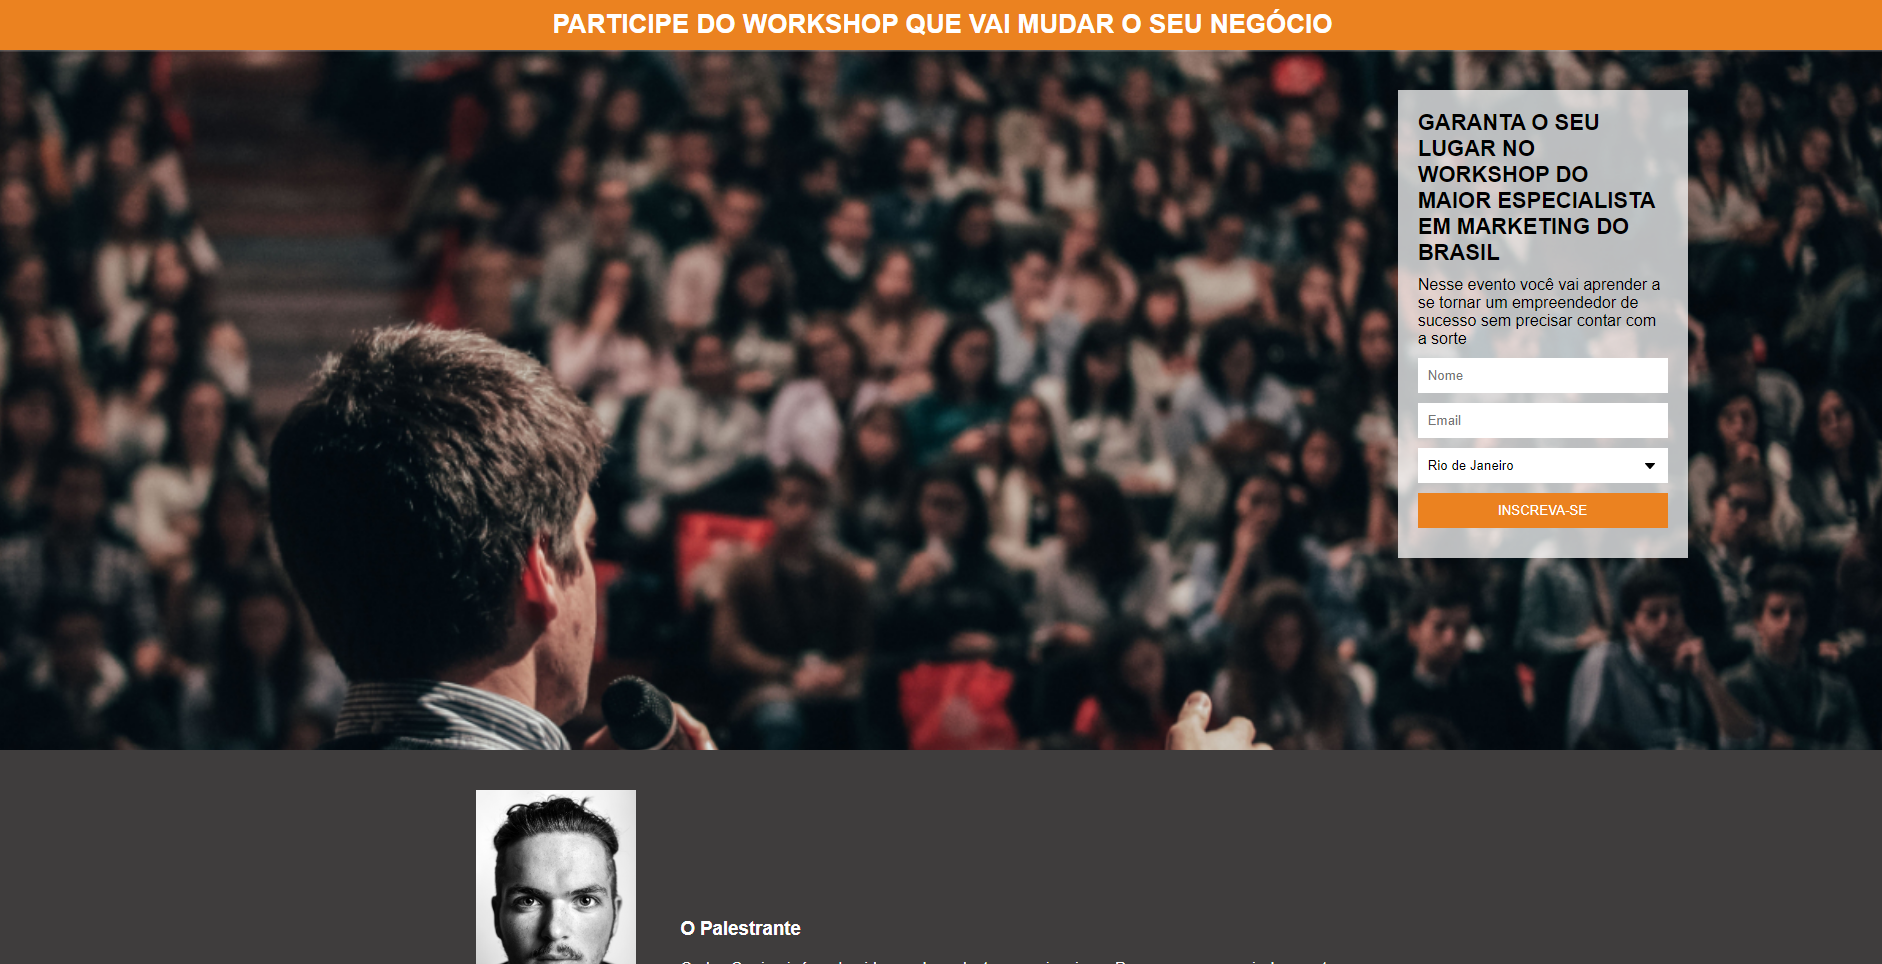 PARTICIPE DO WORKSHOP QUE VAI MUDAR O SEU NEGÓCIO
GARANTA O SEU
LUGAR NO
WORKSHOP DO
MAIOR ESPECIALISTA
EM MARKETING DO
BRASIL
Nesse evento você vai aprender a
se tornar um empreendedor de
sucesso sem precisar contar com
a sorte
Nome
Email
Rio de Janeiro
INSCREVA-SE
O Palestrante